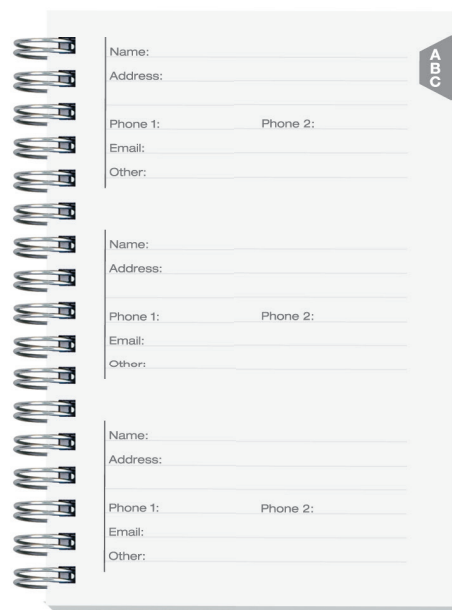 Name:
A
B
C
Address:
Phone 1: Phone 2:
Email:
Other:
Name:
Address:
Phone 1: Phone 2:
Email:
Other:
Name:
Address:
Phone 1: Phone 2:
Email:
Other: